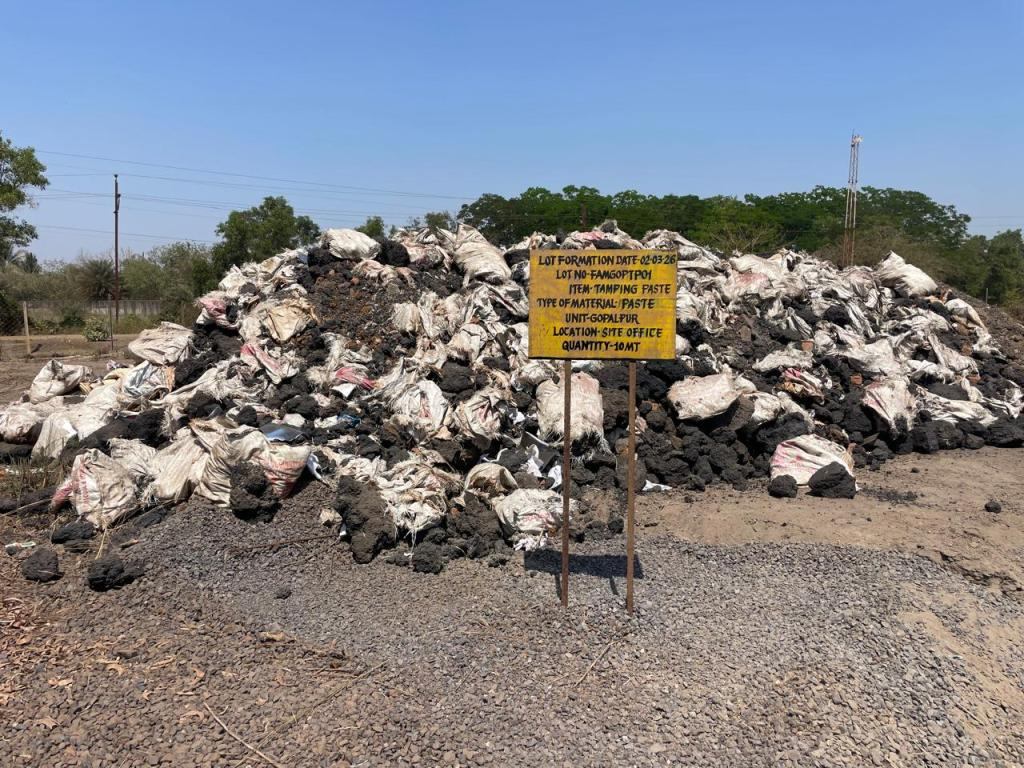 LOT FORMATION DATE-02-03-26
LOT NO-FAMGOPTP01
ITEM-TAMPING PASTE
TYPE OF MATERIAL/PASTE
UNIT-GOPALPUR
LOCATION-SITE OFFICE
QUANTITY-10MT